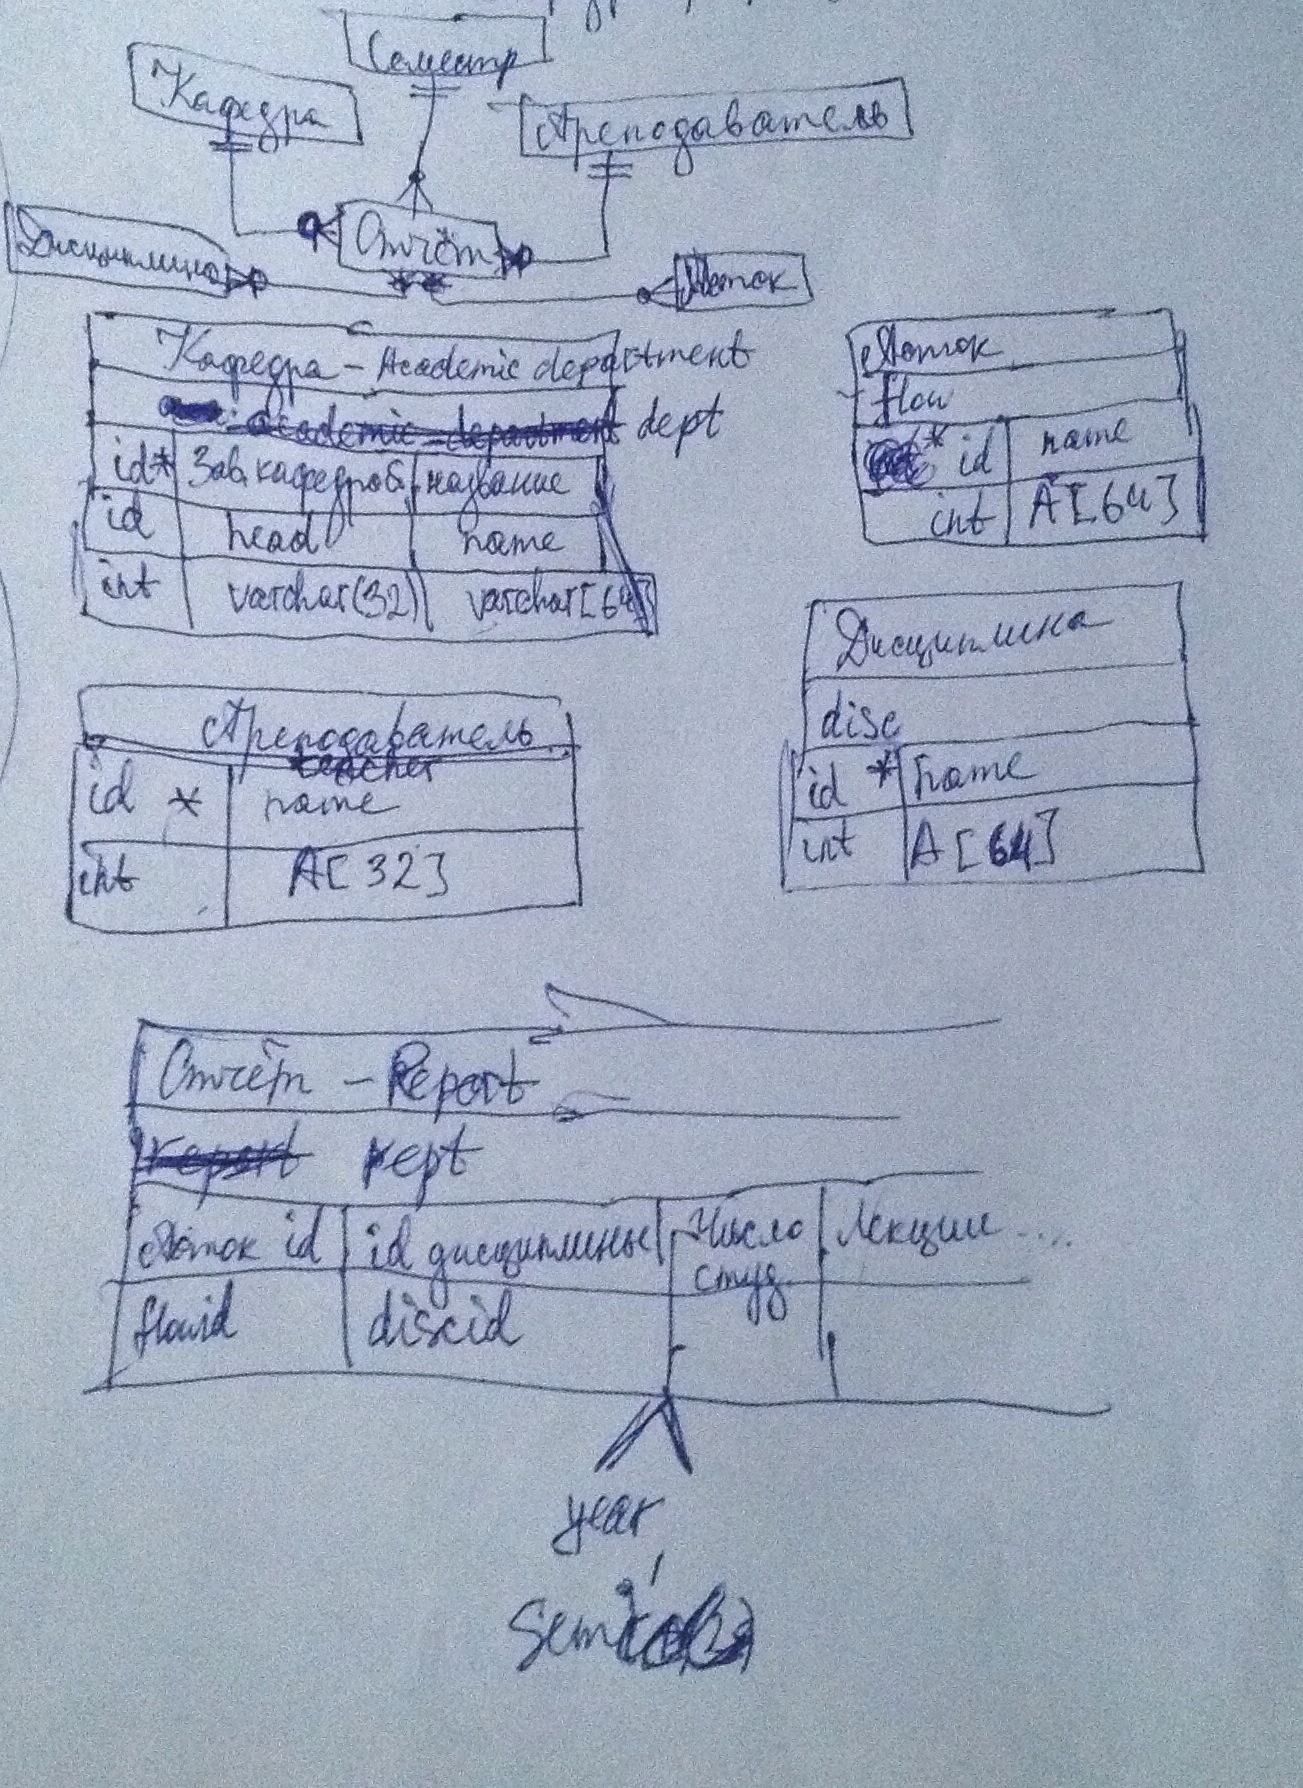 Семестр
Кафедра
Преподаватель
Отчёт
Дисциплина
Поток
Кафедра - Academic department
academic-department dept
id* Зав. кафедрой название
id head name
int varchar(32) varchar[64]
Поток
flow
* id name
int A[64]
Дисциплина
disc
id * name
int A[64]
Преподаватель
teacher
id * name
int A[32]
Отчёт - Report
report rept
Поток id id дисциплины Число студ. Лекции ....
flowid discid
year,
sem